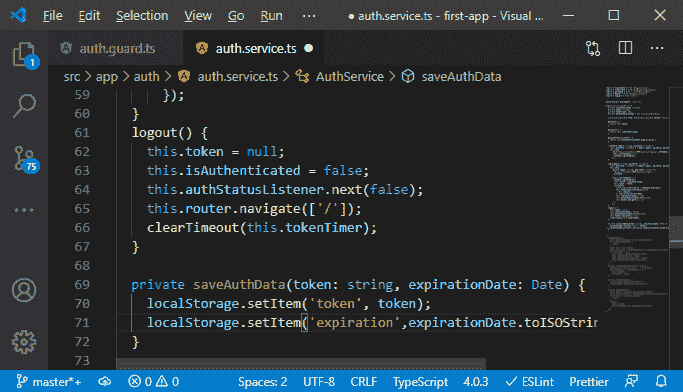 File Edit View Go Run ... auth.service.ts - first-app - Visual ...
auth.guard.ts auth.service.ts
src > app > auth > auth.service.ts > AuthService > saveAuthData
59 });
60 }
61 logout() {
62 this.token = null;
63 this.isAuthenticated = false;
64 this.authStatusListener.next(false);
65 this.router.navigate(['/']);
66 clearTimeout(this.tokenTimer);
67 }
68
69 private saveAuthData(token: string, expirationDate: Date) {
70 localStorage.setItem('token', token);
71 localStorage.setItem('expiration',expirationDate.toISOStrin
72 }
73
1
75
master*+ 0 0 Spaces: 2 UTF-8 CRLF TypeScript 4.0.3 ESLint Prettier